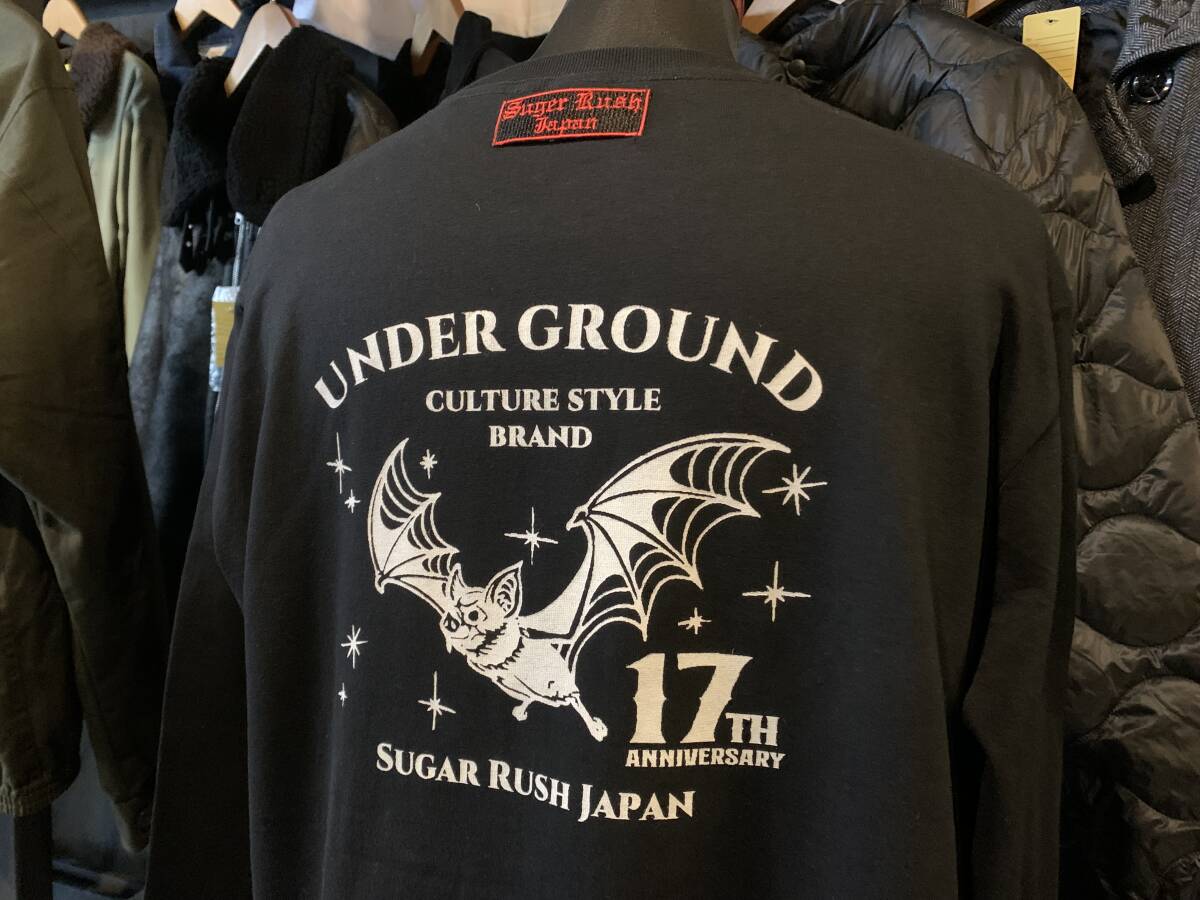 Suger Rush
Japan
UNDER GROUND
CULTURE STYLE
BRAND
17TH
ANNIVERSARY
SUGAR RUSH JAPAN